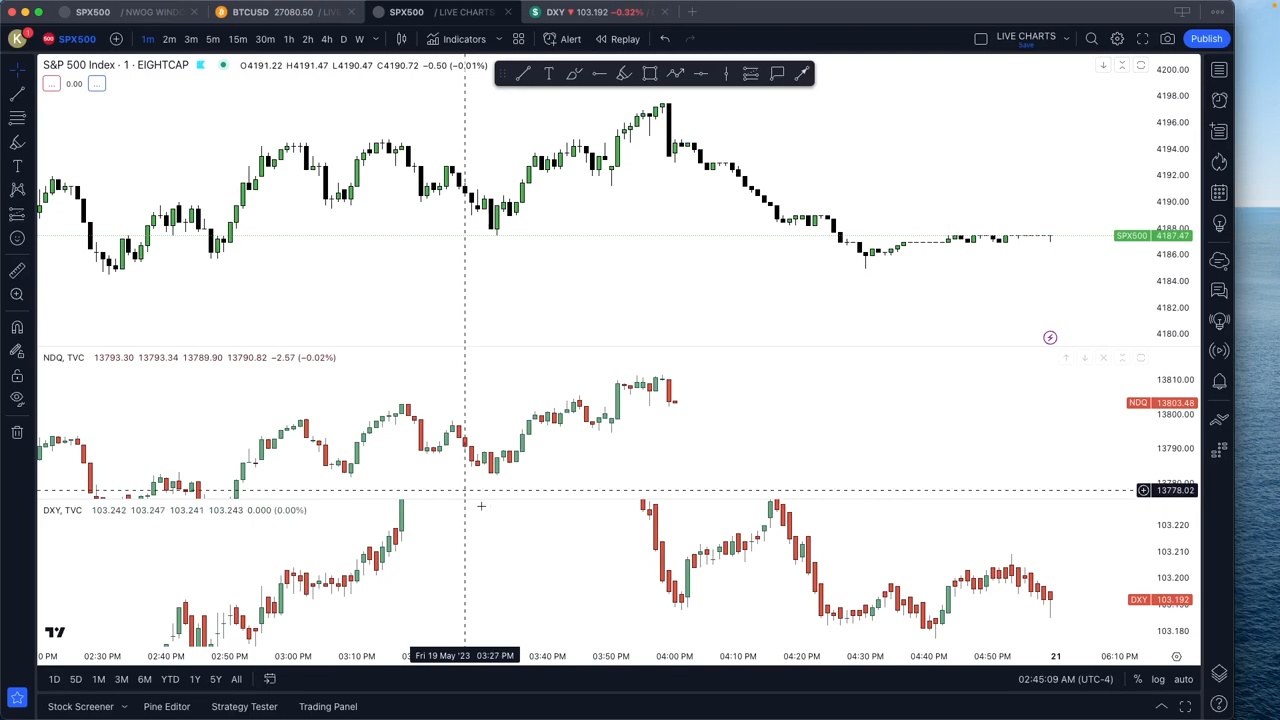 SPX500 / NWOG WINDO
BTCUSD 27080.50 / LIVE
SPX500 / LIVE CHARTS
DXY 103.192 −0.32% / L
K 1 500 SPX500 1m 2m 3m 5m 15m 30m 1h 2h 4h D W Indicators Alert Replay LIVE CHARTS Save Publish
S&P 500 Index · 1 · EIGHTCAP O4191.22 H4191.47 L4190.47 C4190.72 −0.50 (−0.01%)
... 0.00 ...
4200.00
4198.00
4196.00
4194.00
4192.00
4190.00
4188.00
SPX500 4187.47
4186.00
4184.00
4182.00
4180.00
NDQ, TVC 13793.30 13793.34 13789.90 13790.82 −2.57 (−0.02%)
13810.00
NDQ 13803.48
13800.00
13790.00
13780.00
13778.02
DXY, TVC 103.242 103.247 103.241 103.243 0.000 (0.00%)
103.220
103.210
103.200
DXY 103.192
103.180
0 PM 02:30 PM 02:40 PM 02:50 PM 03:00 PM 03:10 PM Fri 19 May '23 03:27 PM 03:40 PM 03:50 PM 04:00 PM 04:10 PM 04:20 PM 04:30 PM 04:40 PM 04:50 PM 21 06:10 PM
1D 5D 1M 3M 6M YTD 1Y 5Y All 02:45:09 AM (UTC-4) % log auto
Stock Screener Pine Editor Strategy Tester Trading Panel